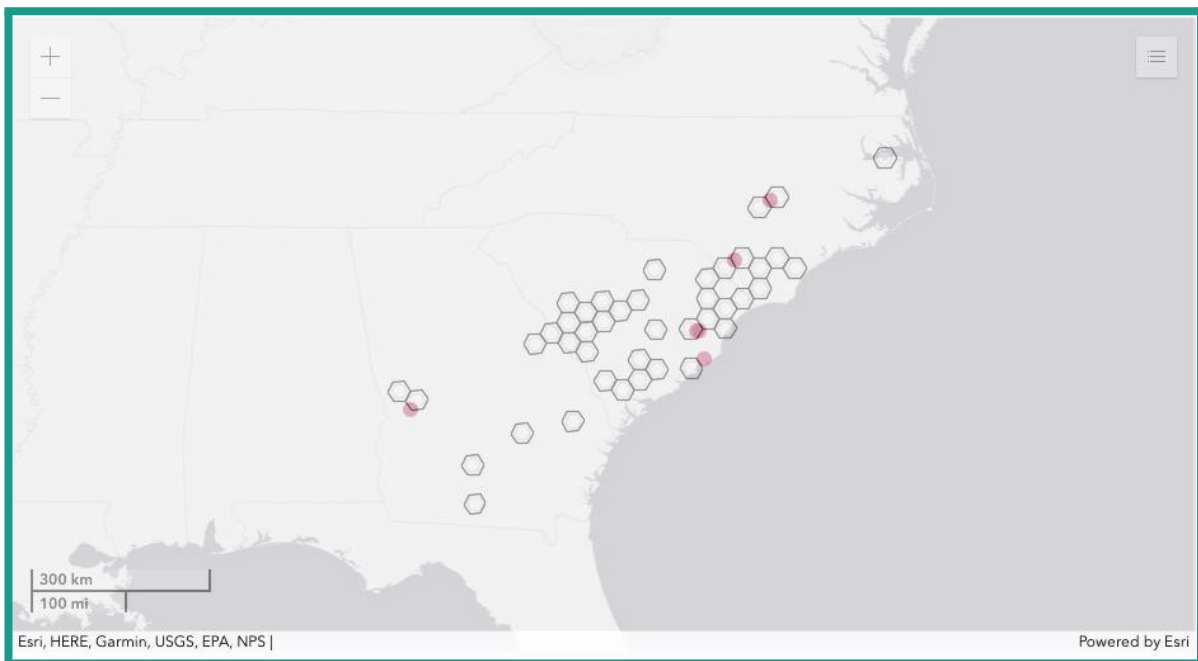 300 km
100 mi
Esri, HERE, Garmin, USGS, EPA, NPS |
Powered by Esri